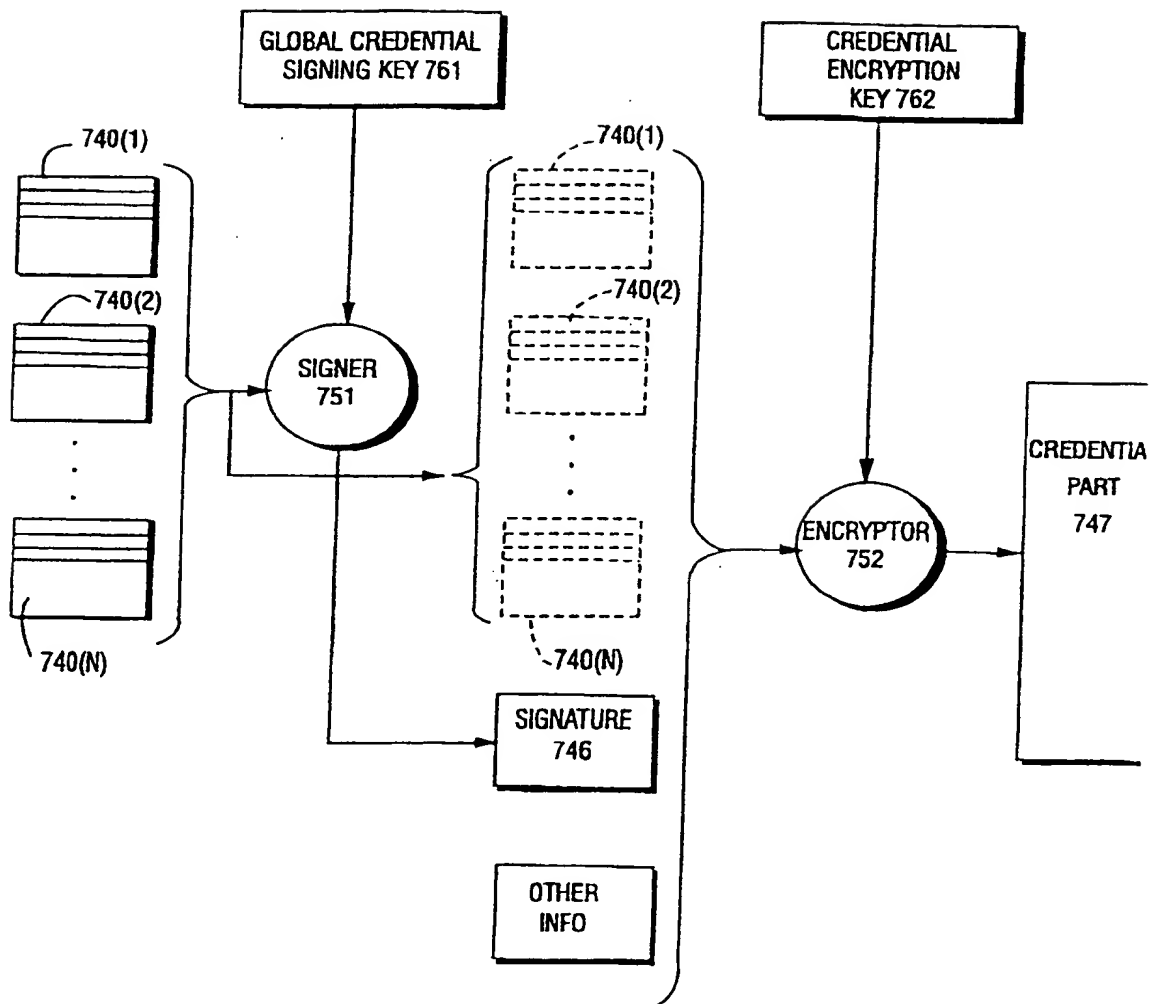 GLOBAL CREDENTIAL
SIGNING KEY 761
CREDENTIAL
ENCRYPTION
KEY 762
740(1)
740(1)
740(2)
740(2)
SIGNER
751
CREDENTIA
PART
747
ENCRYPTOR
752
740(N)
740(N)
SIGNATURE
746
OTHER
INFO